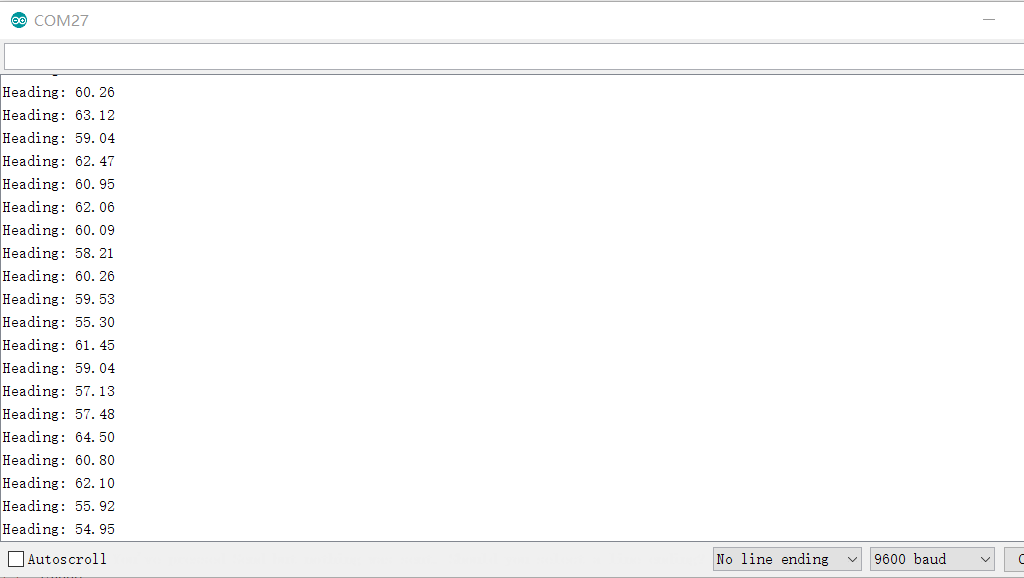 COM27
Heading: 60.26
Heading: 63.12
Heading: 59.04
Heading: 62.47
Heading: 60.95
Heading: 62.06
Heading: 60.09
Heading: 58.21
Heading: 60.26
Heading: 59.53
Heading: 55.30
Heading: 61.45
Heading: 59.04
Heading: 57.13
Heading: 57.48
Heading: 64.50
Heading: 60.80
Heading: 62.10
Heading: 55.92
Heading: 54.95
Autoscroll No line ending 9600 baud